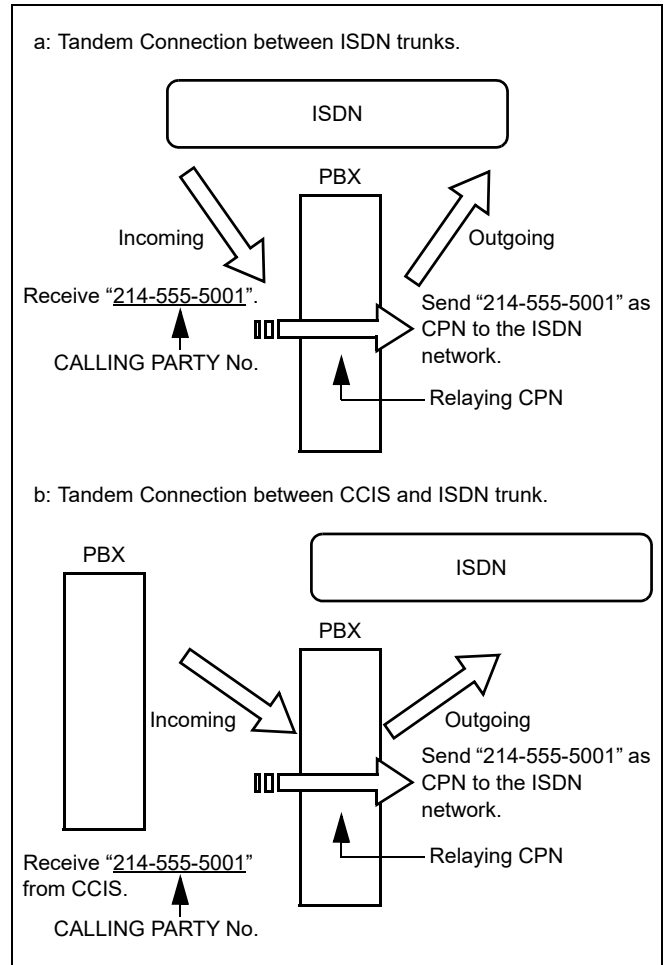 a: Tandem Connection between ISDN trunks.
ISDN
PBX
Incoming
Outgoing
Receive “214-555-5001”.
CALLING PARTY No.
Send “214-555-5001” as
CPN to the ISDN
network.
Relaying CPN
b: Tandem Connection between CCIS and ISDN trunk.
PBX
ISDN
PBX
Incoming
Outgoing
Send “214-555-5001” as
CPN to the ISDN
network.
Relaying CPN
Receive “214-555-5001”
from CCIS.
CALLING PARTY No.